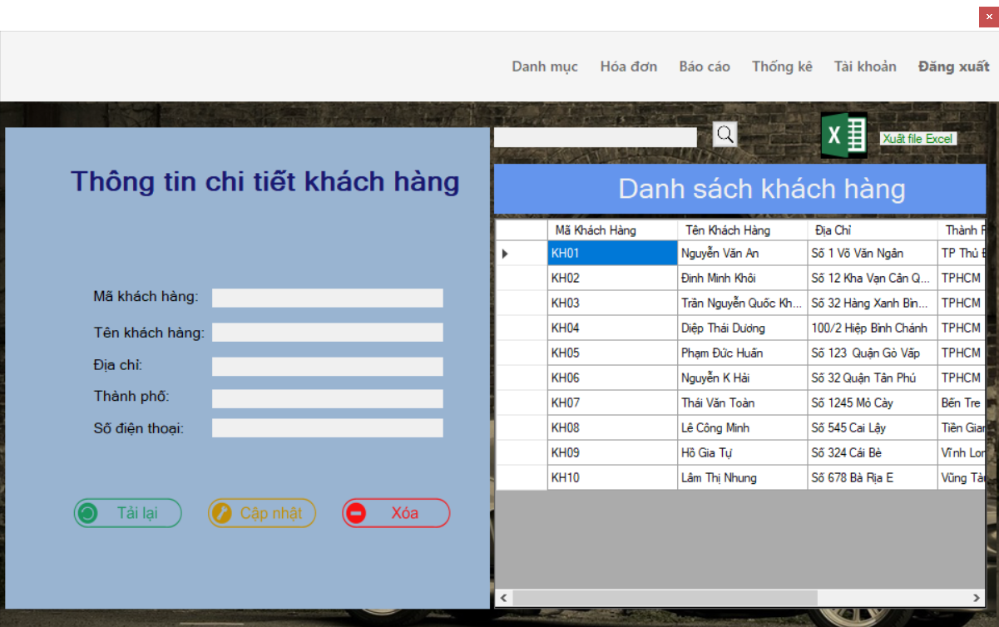 Danh mục Hóa đơn Báo cáo Thống kê Tài khoản Đăng xuất
Xuất file Excel
Thông tin chi tiết khách hàng
Mã khách hàng:
Tên khách hàng:
Địa chỉ:
Thành phố:
Số điện thoại:
Tải lại Cập nhật Xóa
Danh sách khách hàng
Mã Khách Hàng Tên Khách Hàng Địa Chỉ Thành
KH01 Nguyễn Văn An Số 1 Võ Văn Ngân TP Thủ
KH02 Đinh Minh Khôi Số 12 Kha Vạn Cân Q... TPHCM
KH03 Trần Nguyễn Quốc Kh... Số 32 Hàng Xanh Bìn... TPHCM
KH04 Diệp Thái Dương 100/2 Hiệp Bình Chánh TPHCM
KH05 Phạm Đức Huấn Số 123 Quận Gò Vấp TPHCM
KH06 Nguyễn K Hải Số 32 Quận Tân Phú TPHCM
KH07 Thái Văn Toàn Số 1245 Mỏ Cày Bến Tre
KH08 Lê Công Minh Số 545 Cai Lậy Tiền Gian
KH09 Hồ Gia Tự Số 324 Cái Bè Vĩnh Lon
KH10 Lâm Thị Nhung Số 678 Bà Rịa E Vũng Tàu